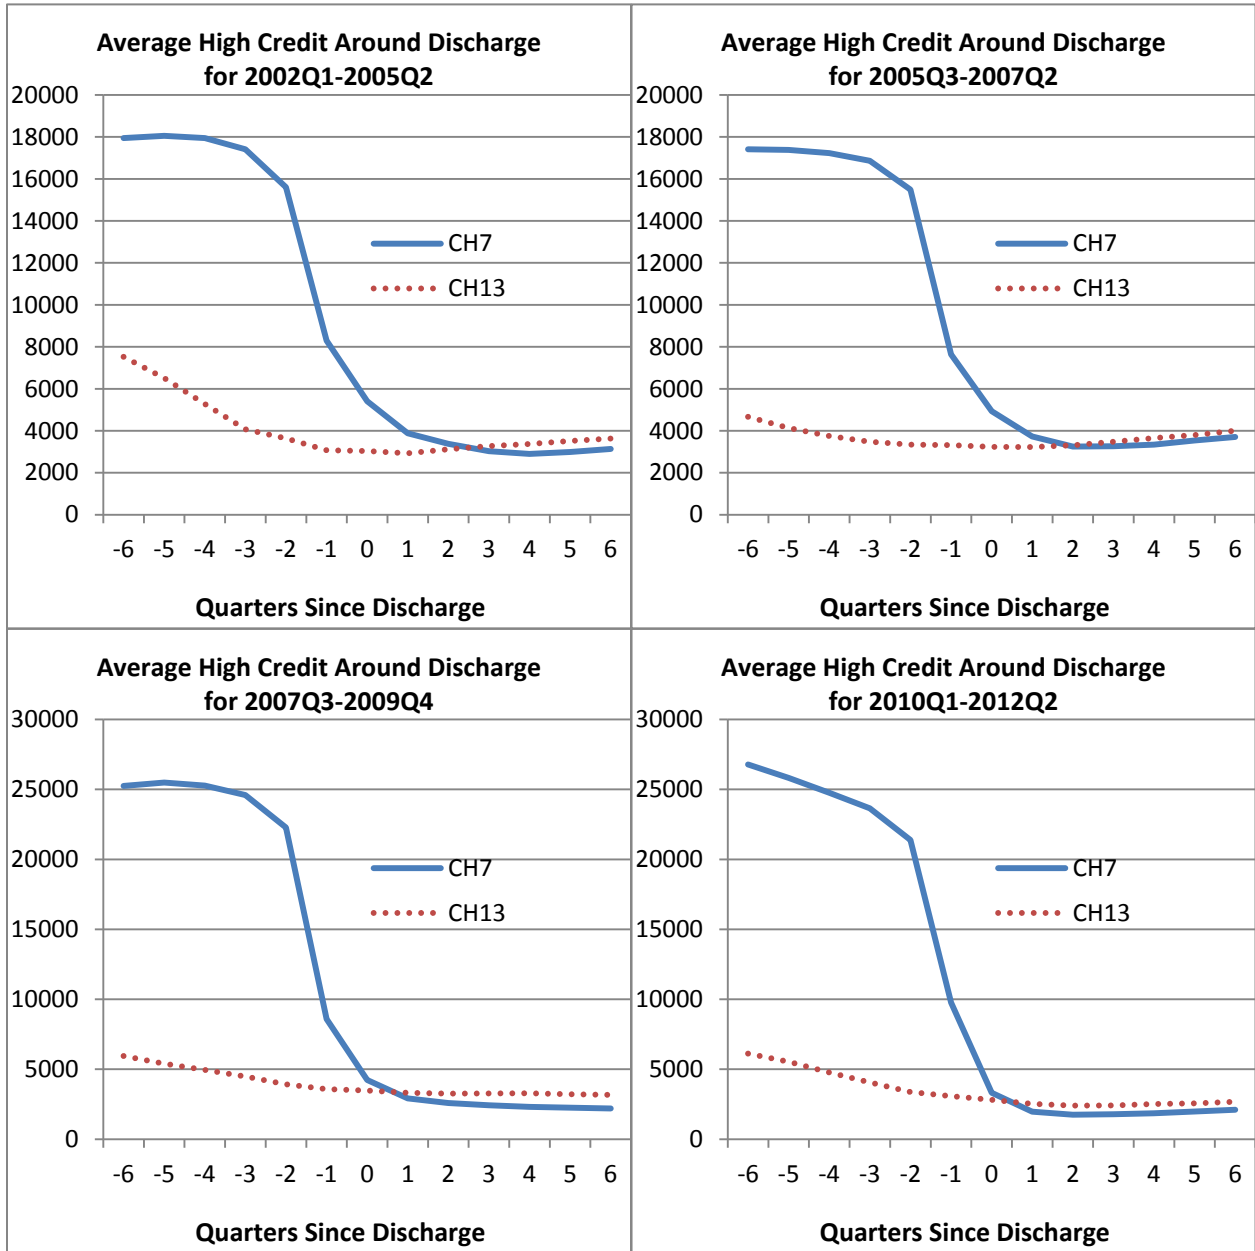 Average High Credit Around Discharge
for 2002Q1-2005Q2
20000
18000
16000
14000
12000
10000
8000
6000
4000
2000
0
CH7
CH13
-6 -5 -4 -3 -2 -1 0 1 2 3 4 5 6
Quarters Since Discharge
Average High Credit Around Discharge
for 2005Q3-2007Q2
20000
18000
16000
14000
12000
10000
8000
6000
4000
2000
0
CH7
CH13
-6 -5 -4 -3 -2 -1 0 1 2 3 4 5 6
Quarters Since Discharge
Average High Credit Around Discharge
for 2007Q3-2009Q4
30000
25000
20000
15000
10000
5000
0
CH7
CH13
-6 -5 -4 -3 -2 -1 0 1 2 3 4 5 6
Quarters Since Discharge
Average High Credit Around Discharge
for 2010Q1-2012Q2
30000
25000
20000
15000
10000
5000
0
CH7
CH13
-6 -5 -4 -3 -2 -1 0 1 2 3 4 5 6
Quarters Since Discharge